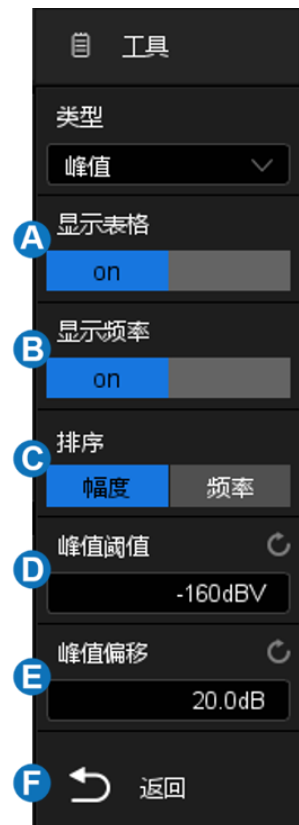 工具
类型
峰值
A 显示表格
on
B 显示频率
on
C 排序
幅度 频率
D 峰值阈值
-160dBV
E 峰值偏移
20.0dB
F 返回